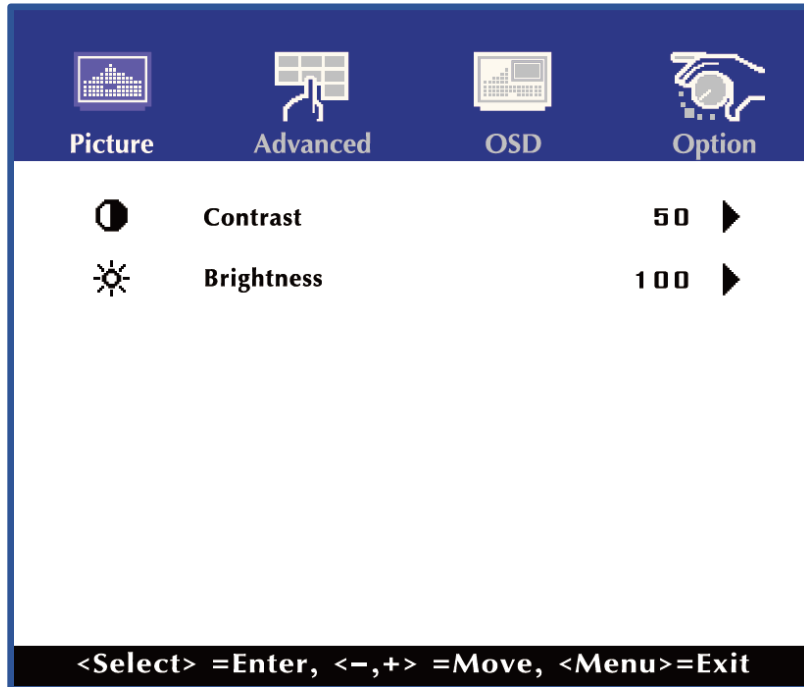 Picture Advanced OSD Option
Contrast 50
Brightness 100
<Select> =Enter, <−,+> =Move, <Menu>=Exit